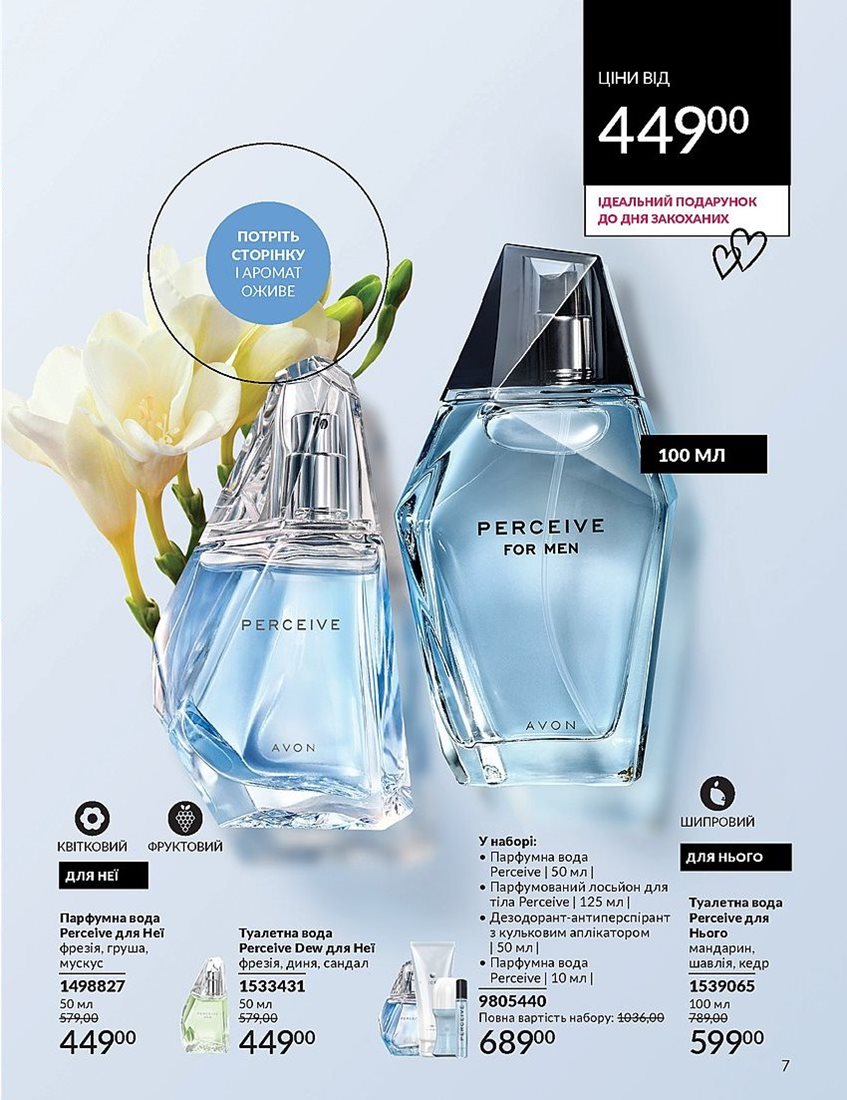 ЦІНИ ВІД
449⁰⁰
ІДЕАЛЬНИЙ ПОДАРУНОК
ДО ДНЯ ЗАКОХАНИХ
ПОТРІТЬ
СТОРІНКУ
І АРОМАТ
ОЖИВЕ
100 МЛ
PERCEIVE
FOR MEN
AVON
PERCEIVE
AVON
КВІТКОВИЙ
ФРУКТОВИЙ
ДЛЯ НЕЇ
Парфумна вода
Perceive для Неї
фрезія, груша,
мускус
1498827
50 мл
579,00
449⁰⁰
Туалетна вода
Perceive Dew для Неї
фрезія, диня, сандал
1533431
50 мл
579,00
449⁰⁰
У наборі:
• Парфумна вода
Perceive | 50 мл |
• Парфумований лосьйон для
тіла Perceive | 125 мл |
• Дезодорант-антиперспірант
з кульковим аплікатором
| 50 мл |
• Парфумна вода
Perceive | 10 мл |
9805440
Повна вартість набору: 1036,00
689⁰⁰
ШИПРОВИЙ
ДЛЯ НЬОГО
Туалетна вода
Perceive для
Нього
мандарин,
шавлія, кедр
1539065
100 мл
789,00
599⁰⁰
PERCEIVE
PERCEIVE
PERCEIVE
7